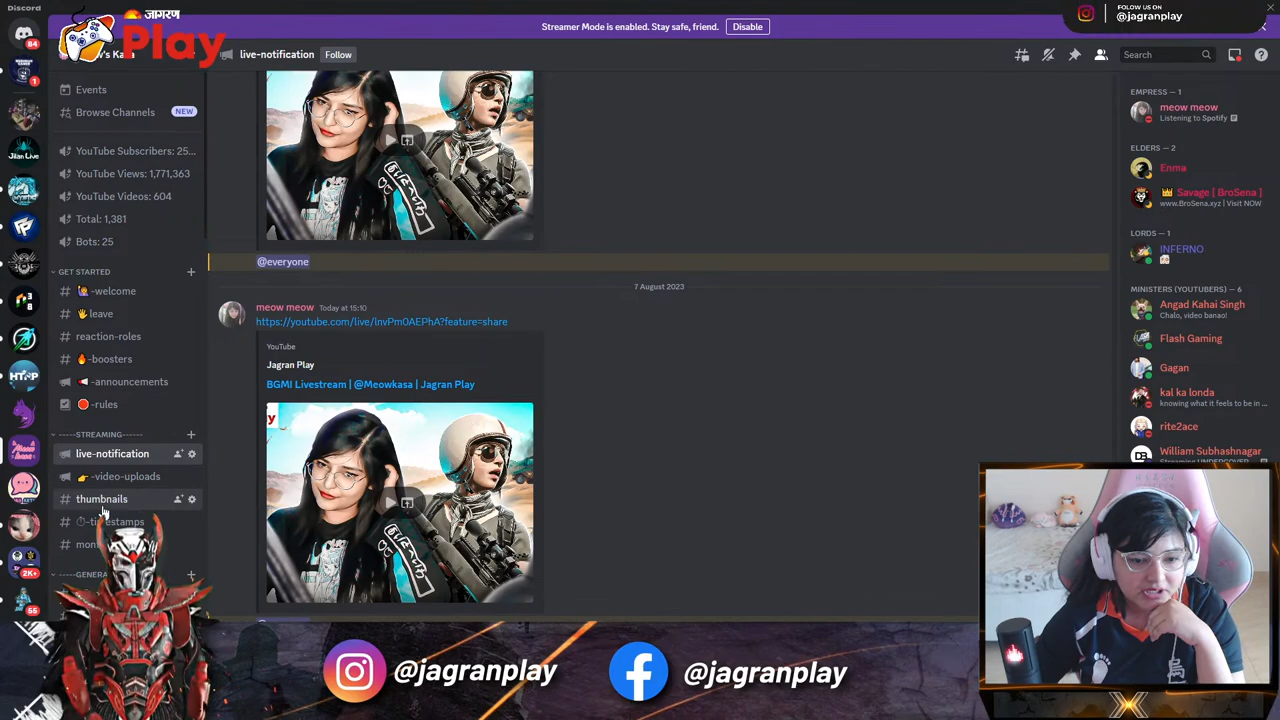 Discord
जागरण
Play
Streamer Mode is enabled. Stay safe, friend.
Disable
FOLLOW US ON
@jagranplay
live-notification
Follow
Search
84
1
2K+
55
Events
Browse Channels
NEW
YouTube Subscribers: 25...
YouTube Views: 1,771,363
YouTube Videos: 604
Total: 1,381
Bots: 25
GET STARTED
-welcome
leave
reaction-roles
-boosters
-announcements
-rules
-----STREAMING------
live-notification
-video-uploads
thumbnails
@everyone
7 August 2023
meow meow Today at 15:10
https://youtube.com/live/lnvPm0AEPhA?feature=share
YouTube
Jagran Play
BGMI Livestream | @Meowkasa | Jagran Play
EMPRESS — 1
meow meow
Listening to Spotify
ELDERS — 2
Enma
Savage [ BroSena ]
www.BroSena.xyz | Visit NOW
LORDS — 1
INFERNO
MINISTERS (YOUTUBERS) — 6
Angad Kahai Singh
Chalo, video banao!
Flash Gaming
Gagan
kal ka londa
knowing what it feels to be in ...
rite2ace
William Subhashnagar
Streaming UNDERCOVER
@jagranplay
@jagranplay